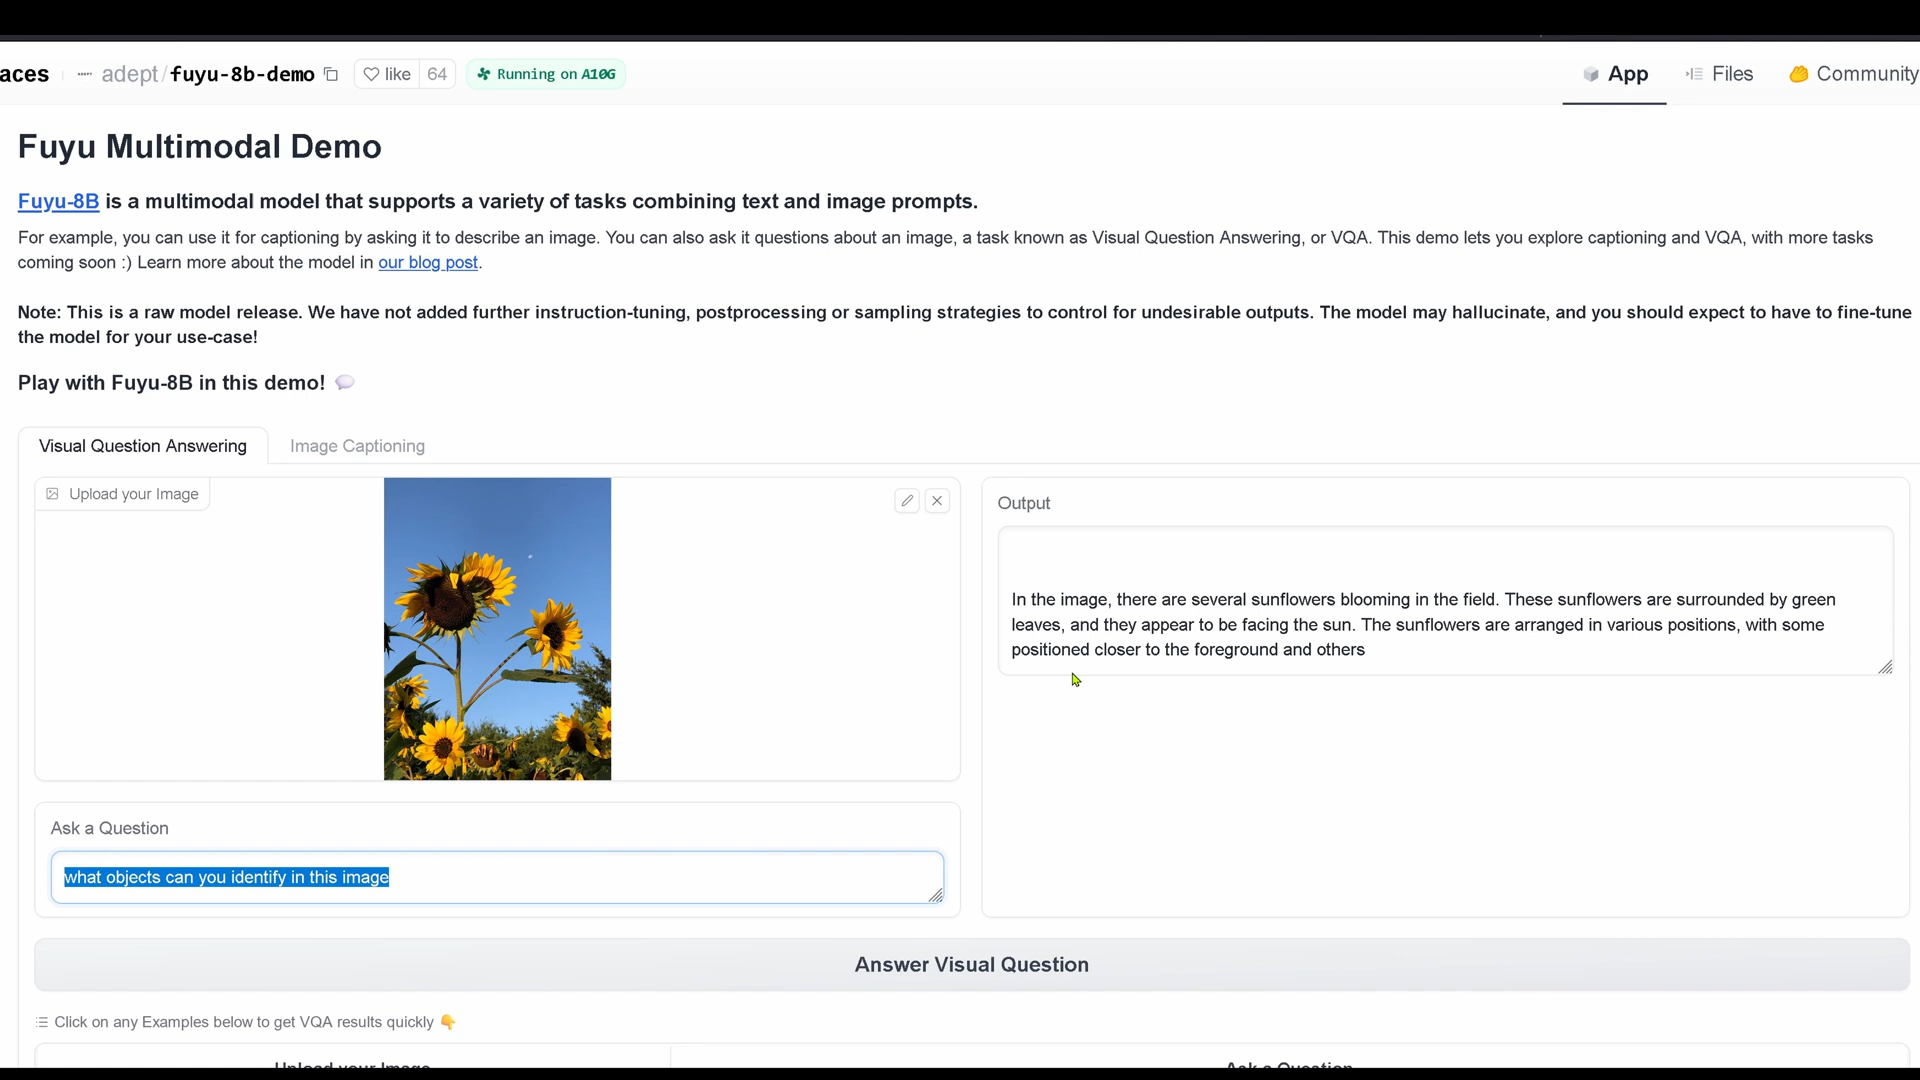 aces adept/fuyu-8b-demo like 64 Running on A10G App Files Community
Fuyu Multimodal Demo
Fuyu-8B is a multimodal model that supports a variety of tasks combining text and image prompts.
For example, you can use it for captioning by asking it to describe an image. You can also ask it questions about an image, a task known as Visual Question Answering, or VQA. This demo lets you explore captioning and VQA, with more tasks
coming soon :) Learn more about the model in our blog post.
Note: This is a raw model release. We have not added further instruction-tuning, postprocessing or sampling strategies to control for undesirable outputs. The model may hallucinate, and you should expect to have to fine-tune
the model for your use-case!
Play with Fuyu-8B in this demo!
Visual Question Answering Image Captioning
Upload your Image
Output
In the image, there are several sunflowers blooming in the field. These sunflowers are surrounded by green
leaves, and they appear to be facing the sun. The sunflowers are arranged in various positions, with some
positioned closer to the foreground and others
Ask a Question
what objects can you identify in this image
Answer Visual Question
Click on any Examples below to get VQA results quickly 👇
Upload your Image Ask a Question